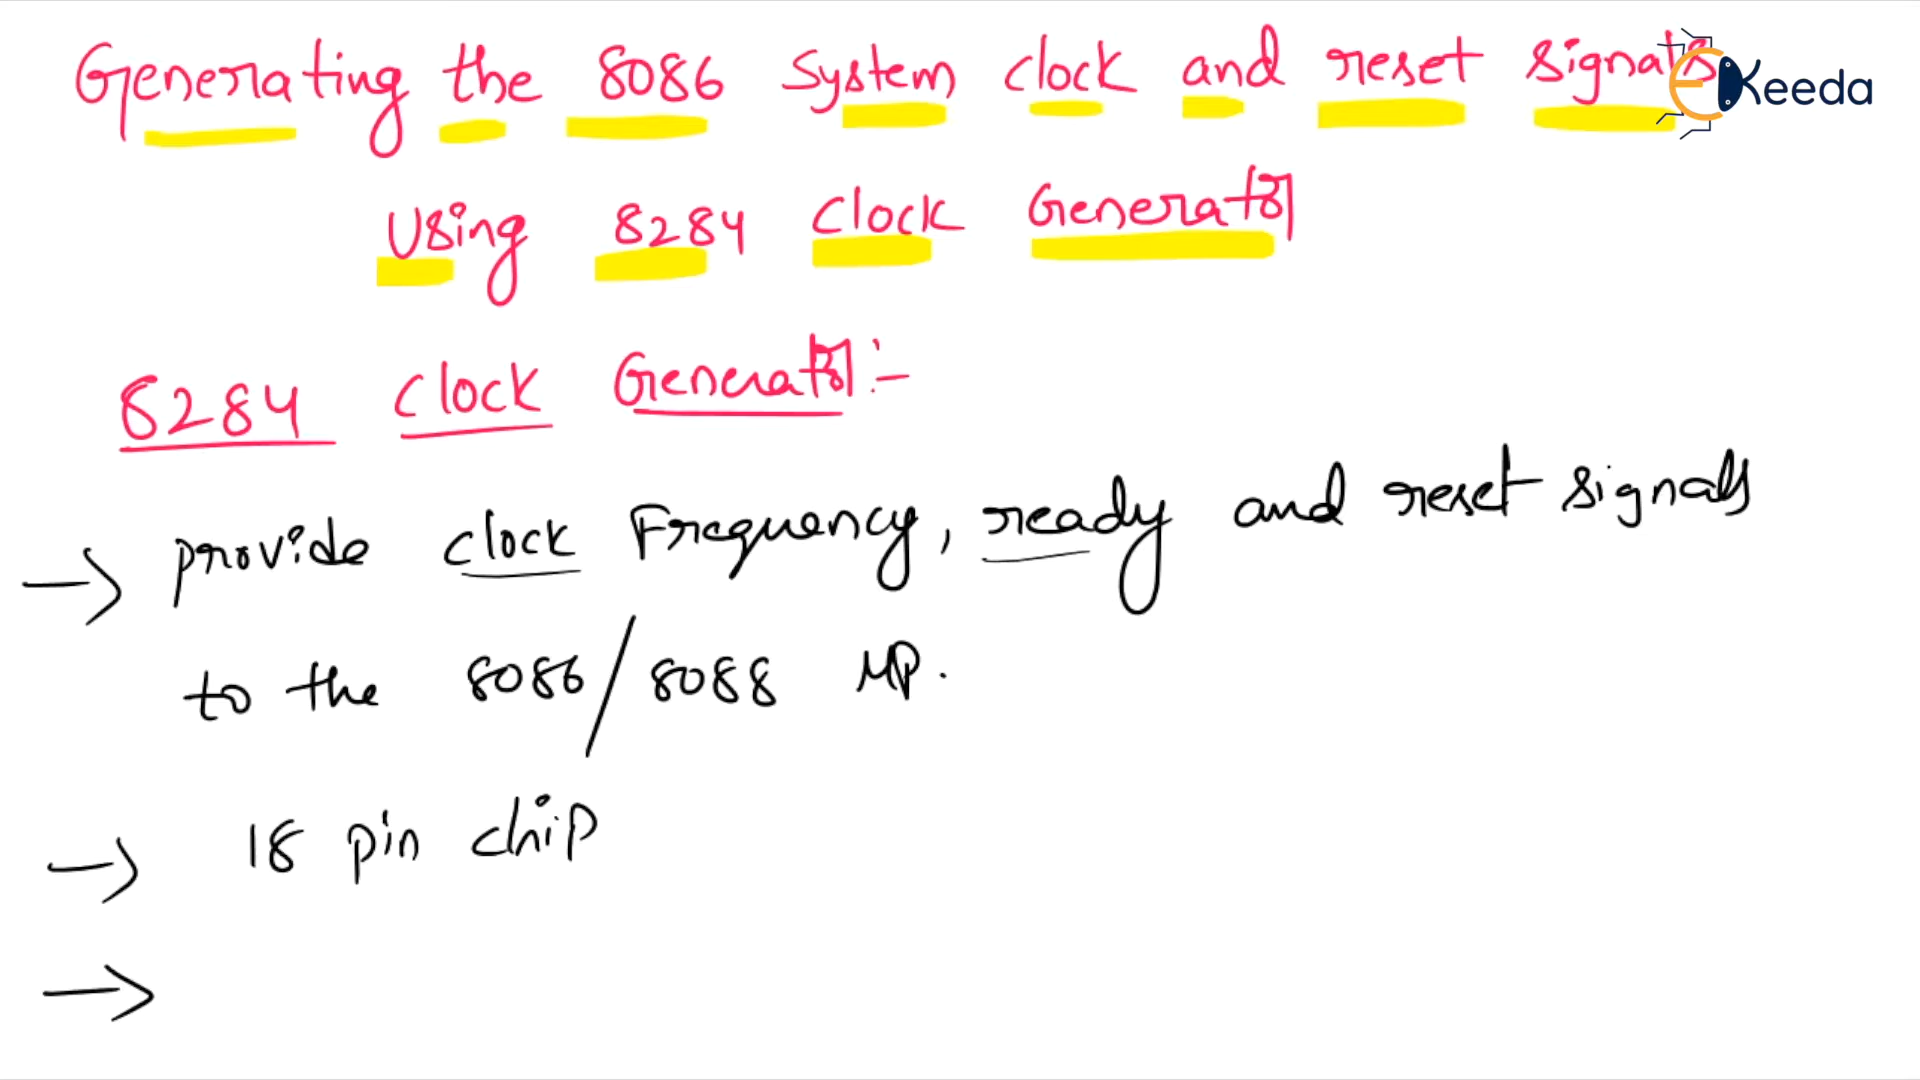 Generating the 8086 System clock and reset signals
EKeeda
Using 8284 Clock Generator
8284 Clock Generator:-
→ provide clock Frequency, ready and reset signals
to the 8086/8088 MP.
→ 18 pin chip
→